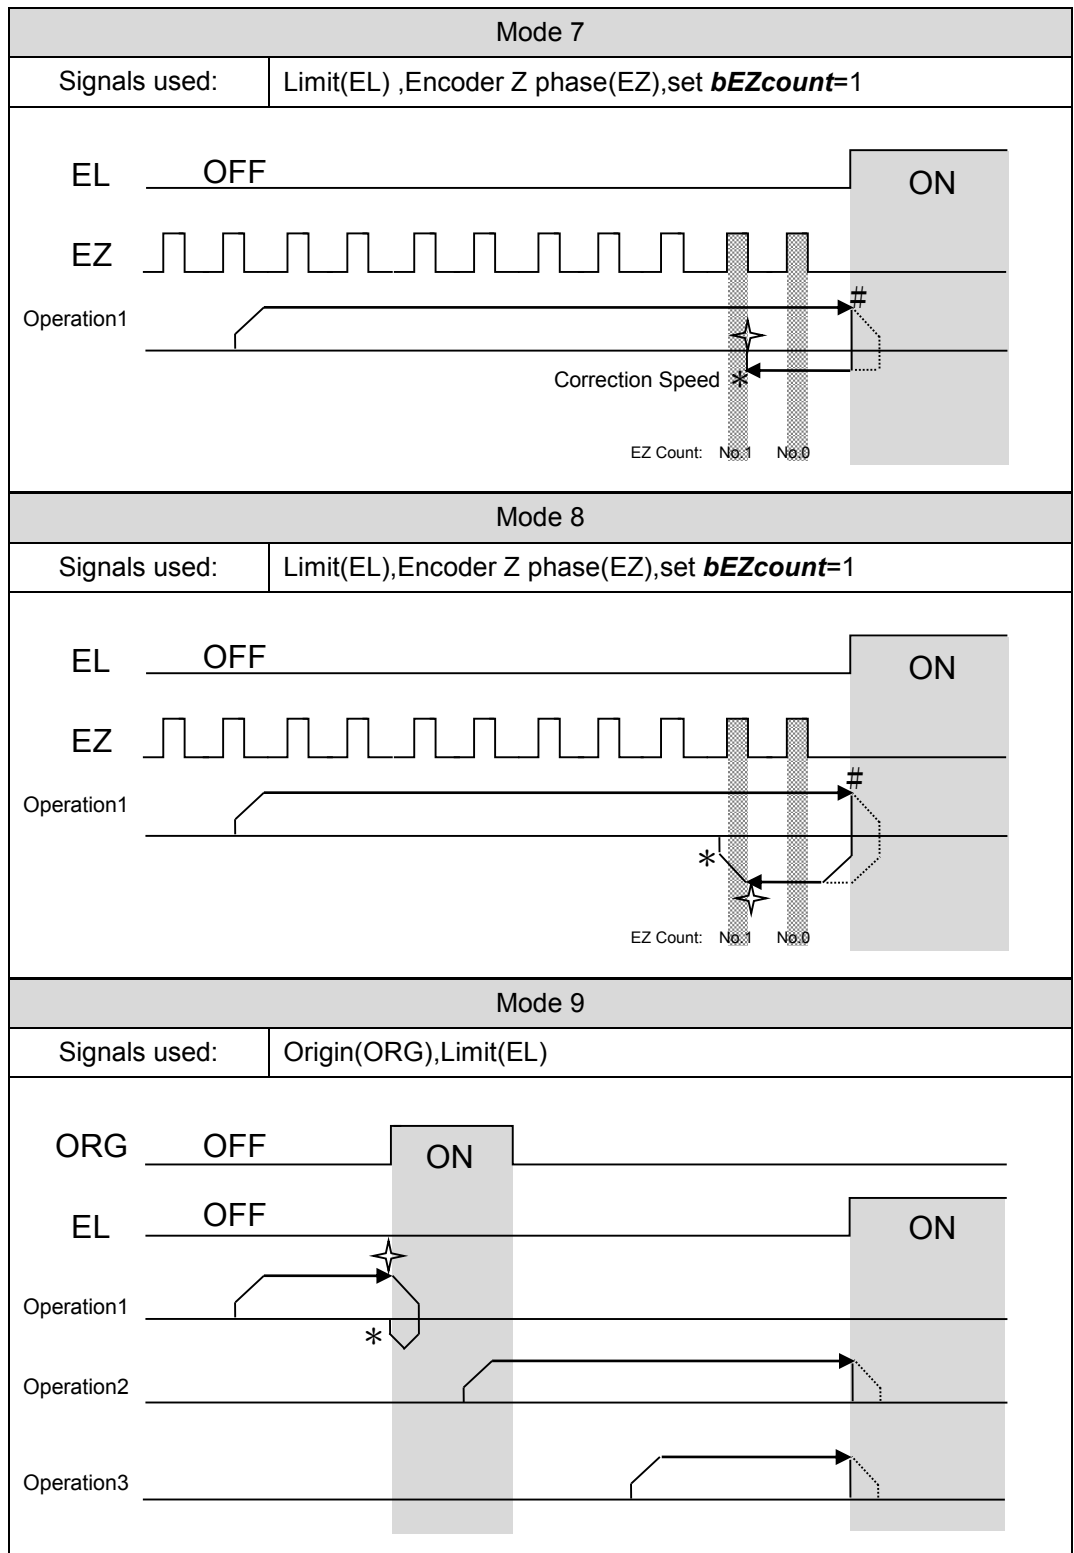 Mode 7
Signals used: Limit(EL) ,Encoder Z phase(EZ),set bEZcount=1
EL OFF ON
EZ
#
Operation1
Correction Speed *
EZ Count: No.1 No.0
Mode 8
Signals used: Limit(EL),Encoder Z phase(EZ),set bEZcount=1
EL OFF ON
EZ
#
Operation1
*
EZ Count: No.1 No.0
Mode 9
Signals used: Origin(ORG),Limit(EL)
ORG OFF ON
EL OFF ON
Operation1
*
Operation2
Operation3